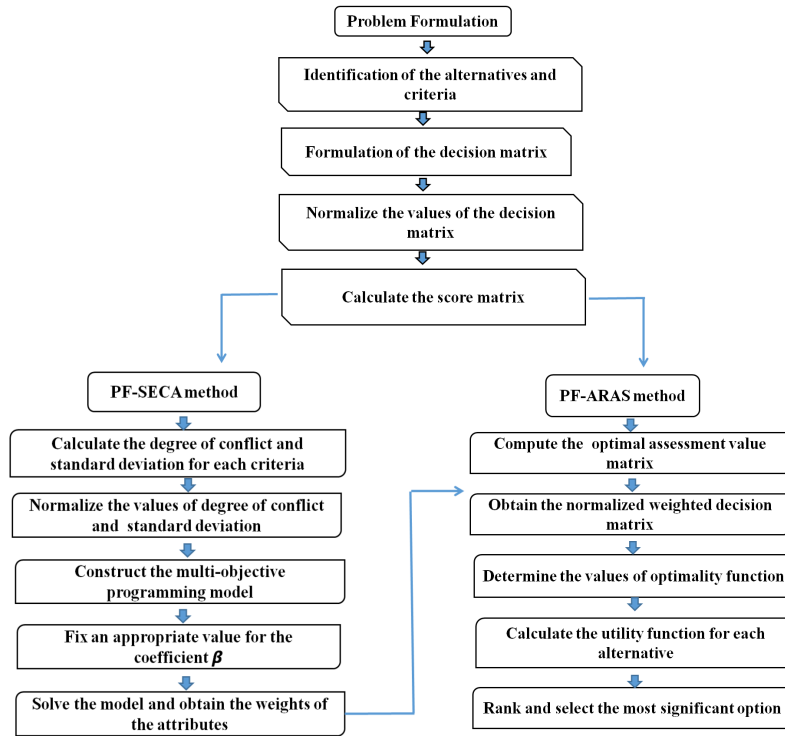 Problem Formulation
Identification of the alternatives and
criteria
Formulation of the decision matrix
Normalize the values of the decision
matrix
Calculate the score matrix
PF-SECA method
Calculate the degree of conflict and
standard deviation for each criteria
Normalize the values of degree of conflict
and standard deviation
Construct the multi-objective
programming model
Fix an appropriate value for the
coefficient β
Solve the model and obtain the weights of
the attributes
PF-ARAS method
Compute the optimal assessment value
matrix
Obtain the normalized weighted decision
matrix
Determine the values of optimality function
Calculate the utility function for each
alternative
Rank and select the most significant option